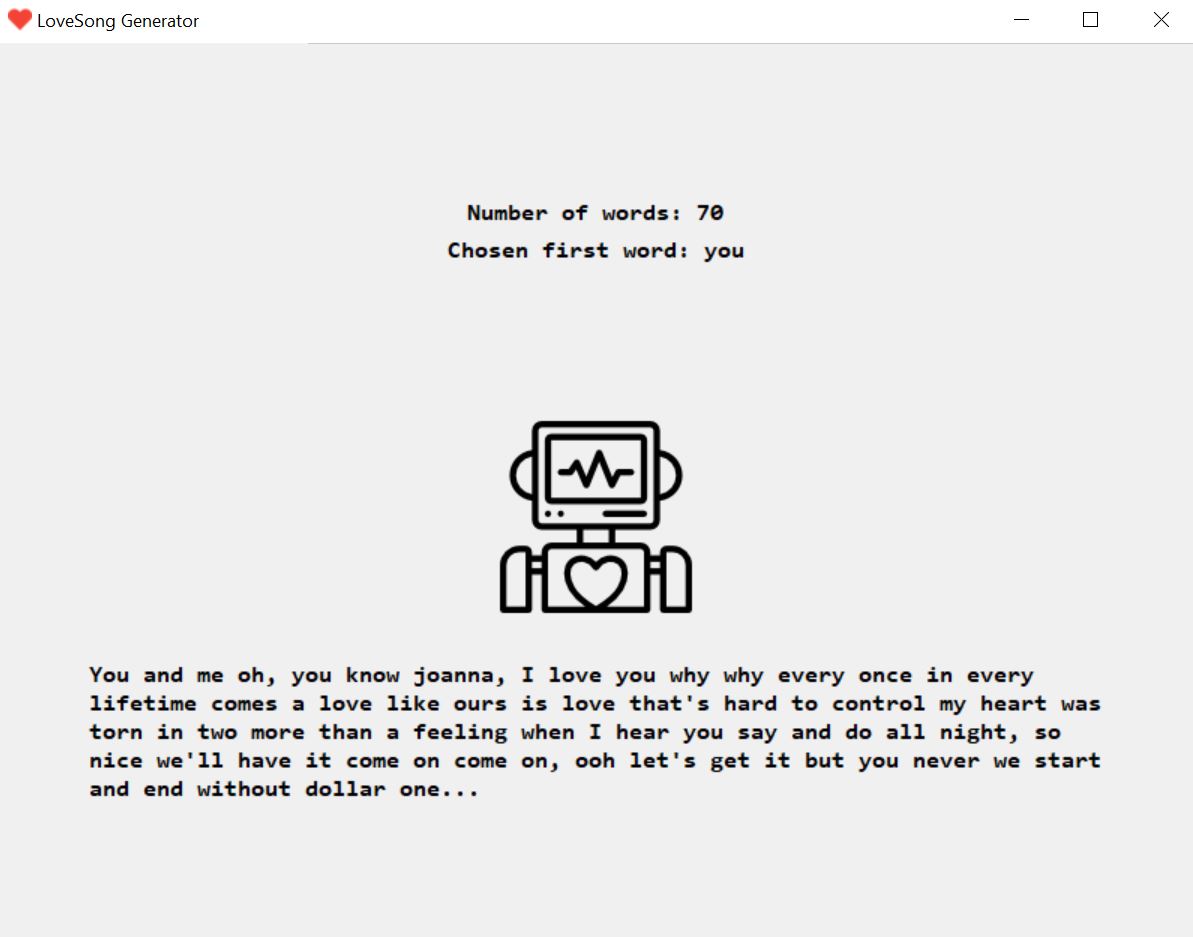 LoveSong Generator
Number of words: 70
Chosen first word: you
You and me oh, you know joanna, I love you why why every once in every
lifetime comes a love like ours is love that's hard to control my heart was
torn in two more than a feeling when I hear you say and do all night, so
nice we'll have it come on come on, ooh let's get it but you never we start
and end without dollar one...